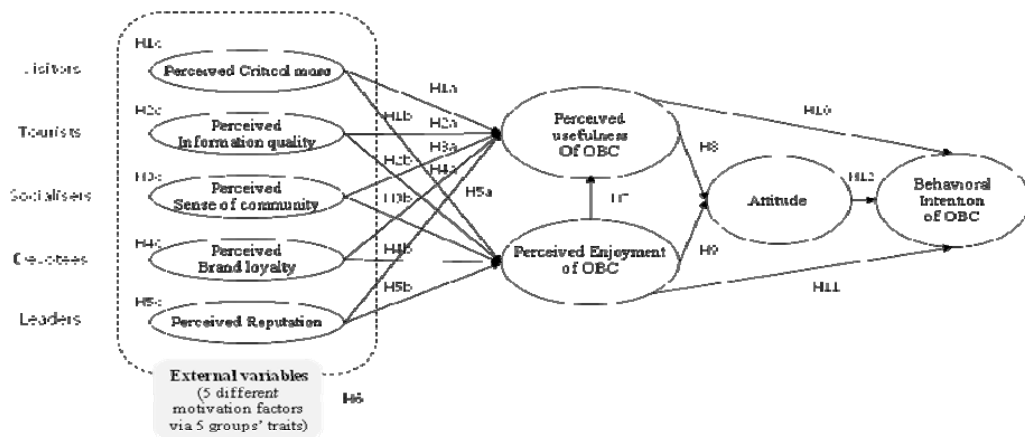 H1c
Perceived Critical mass
Tourists
H2c
Perceived
Information quality
Socialisers
H3c
Perceived
Sense of community
H4c
Perceived
Brand loyalty
Leaders
H5c
Perceived Reputation
External variables
(5 different
motivation factors
via 5 groups' traits)
H6
H1a
H1b
H2a
H3a
H2b
H4a
H3b
H5a
H4b
H5b
Perceived
usefulness
Of OBC
Perceived Enjoyment
of OBC
H8
H9
H10
H11
Attitude
H12
Behavioral
Intention
of OBC